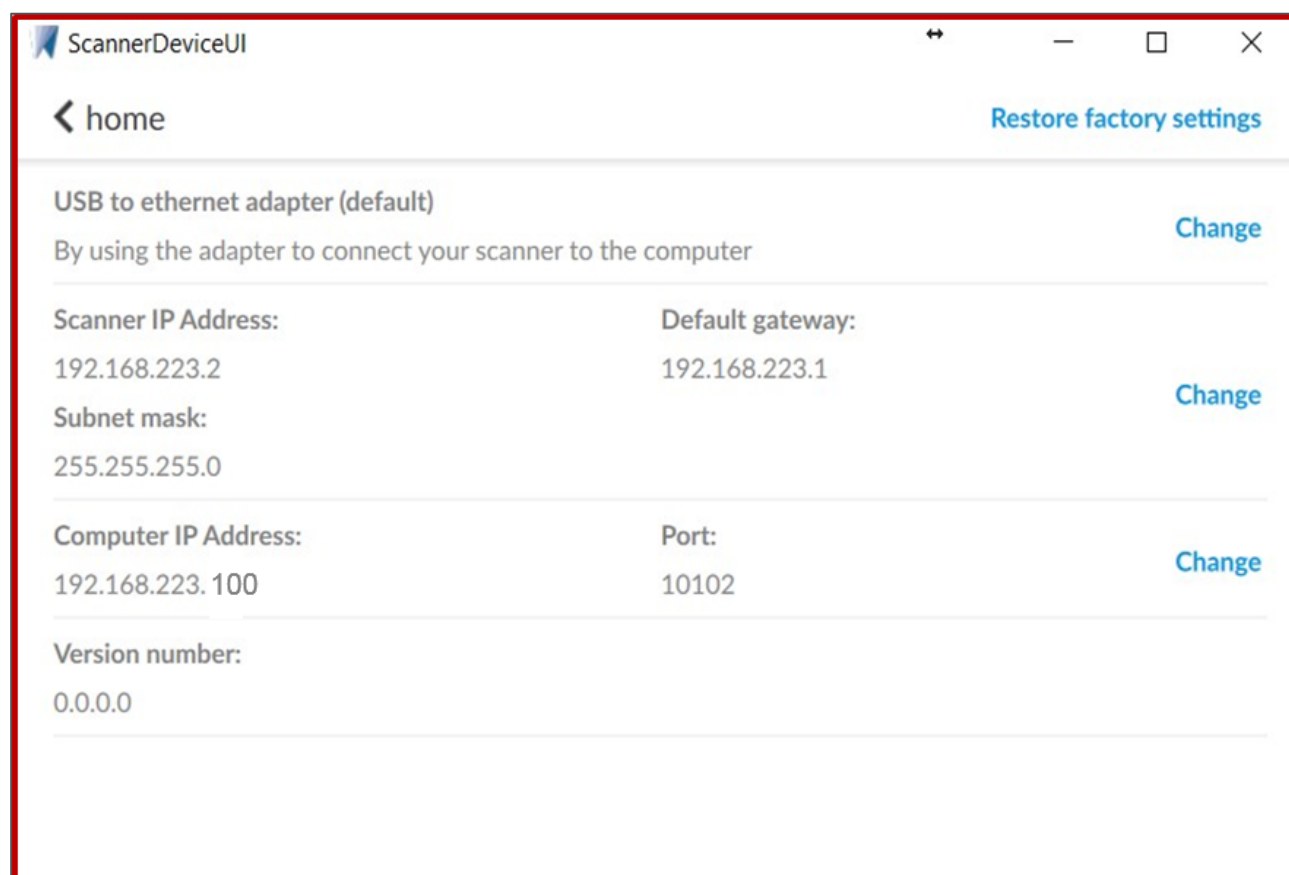 ScannerDeviceUI
home
Restore factory settings
USB to ethernet adapter (default)
By using the adapter to connect your scanner to the computer
Change
Scanner IP Address:
192.168.223.2
Default gateway:
192.168.223.1
Subnet mask:
255.255.255.0
Change
Computer IP Address:
192.168.223.100
Port:
10102
Change
Version number:
0.0.0.0